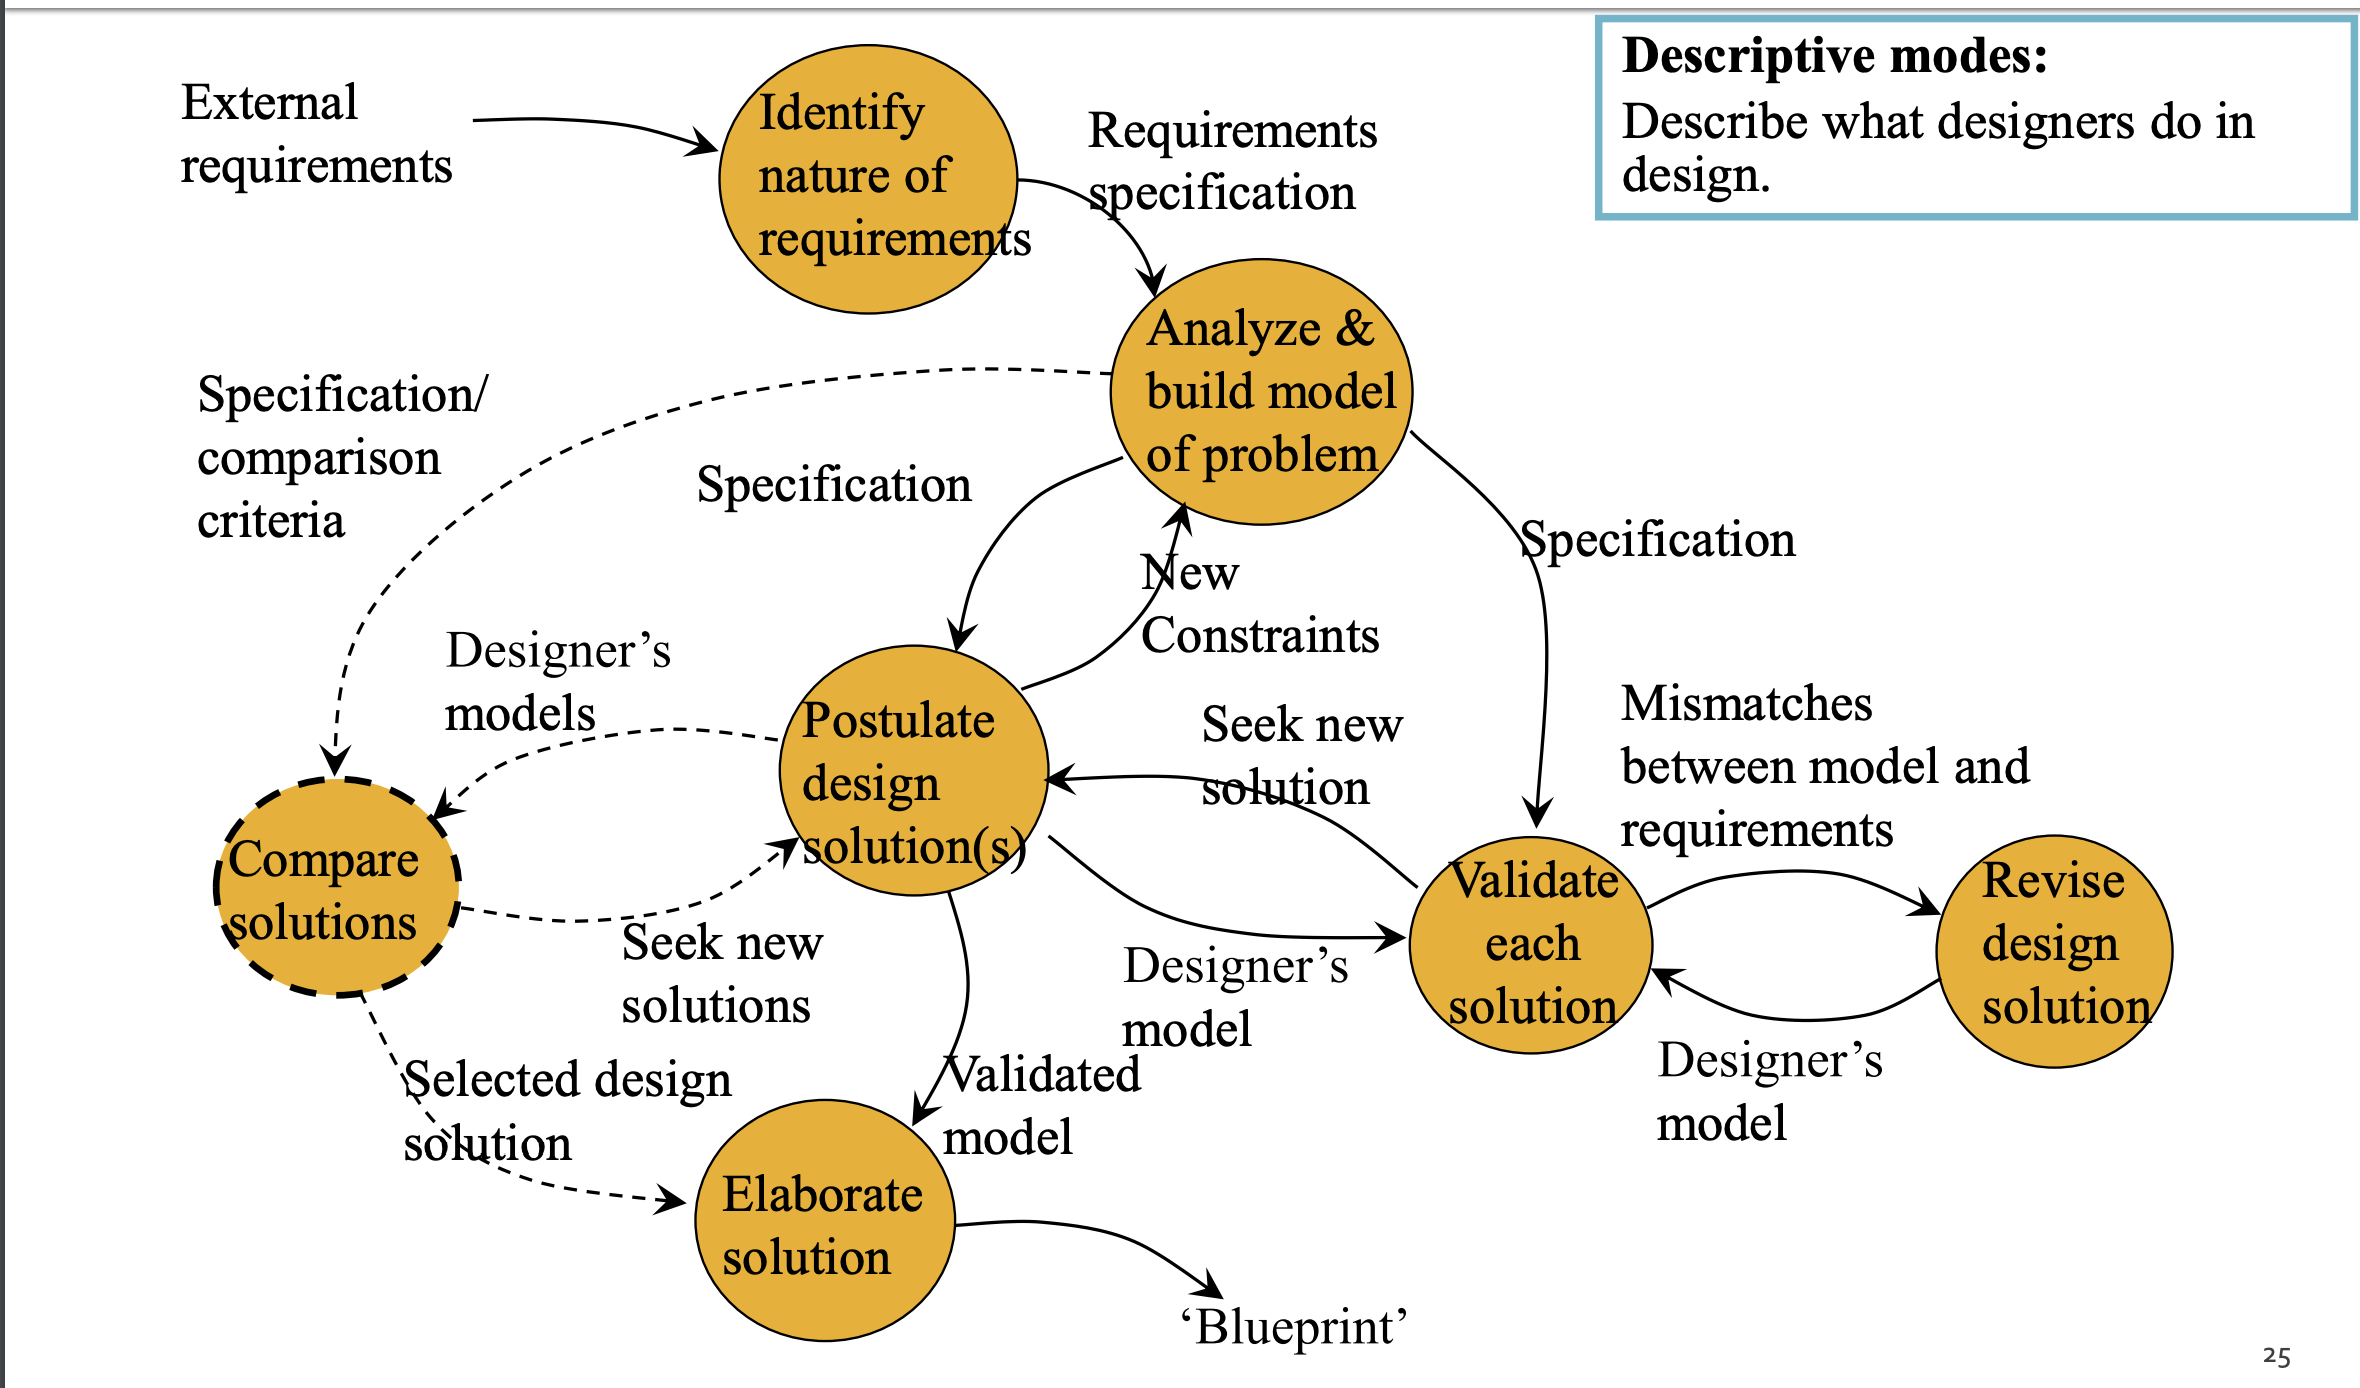 Descriptive modes:
Describe what designers do in
design.
External
requirements
Identify
nature of
requirements
Requirements
specification
Analyze &
build model
of problem
Specification/
comparison
criteria
Specification
New
Constraints
Specification
Designer’s
models
Postulate
design
solution(s)
Seek new
solution
Mismatches
between model and
requirements
Compare
solutions
Validate
each
solution
Revise
design
solution
Seek new
solutions
Designer’s
model
Designer’s
model
Selected design
solution
Validated
model
Elaborate
solution
‘Blueprint’
25